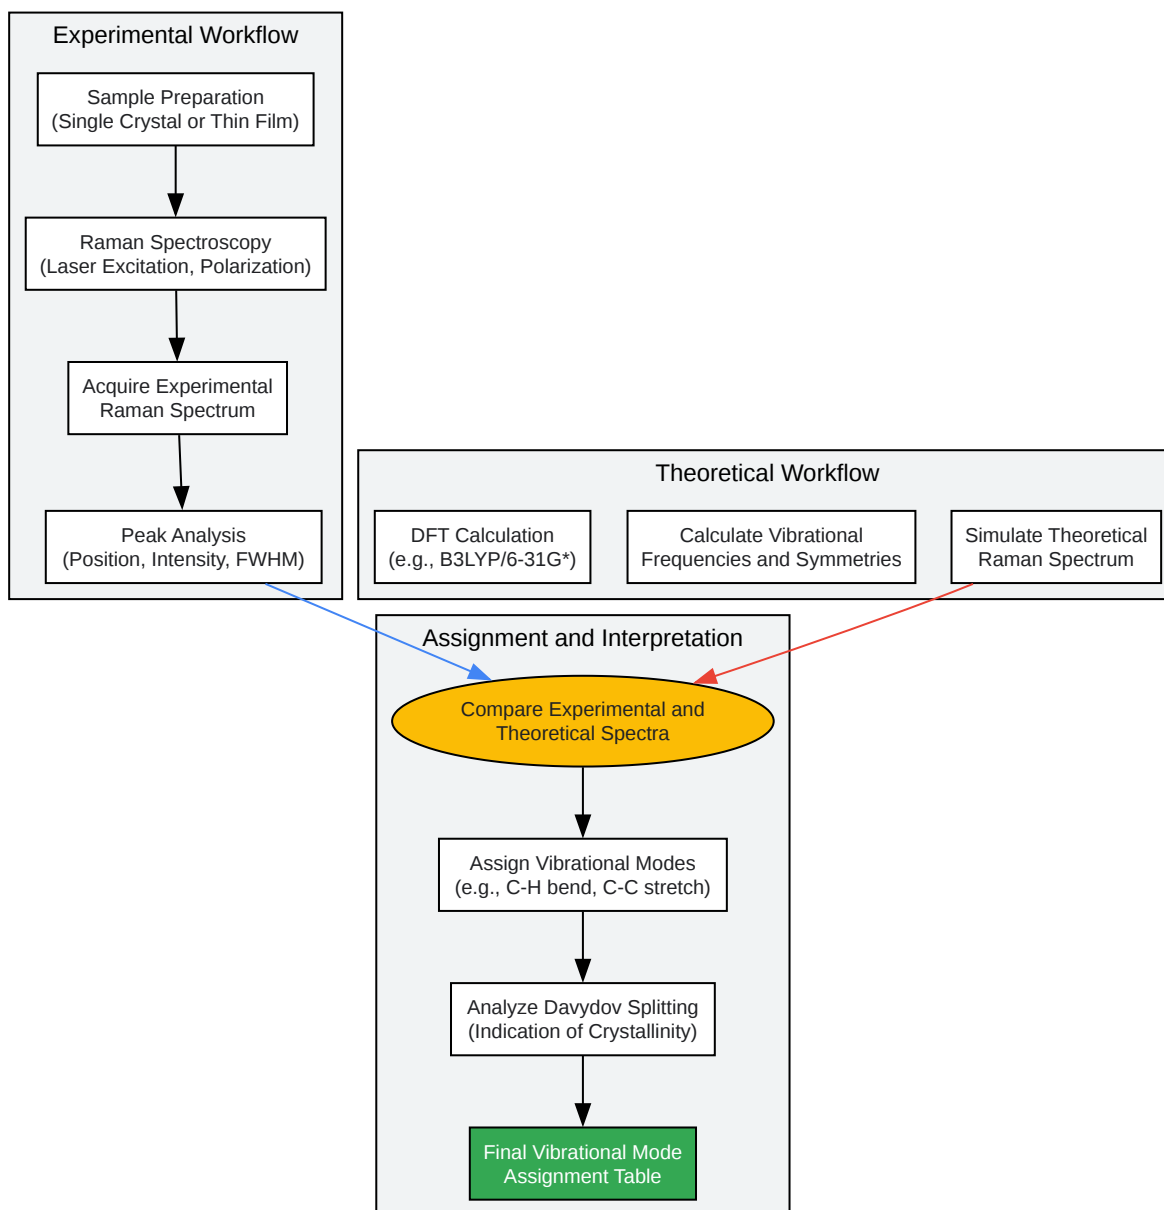 Experimental Workflow
Sample Preparation
(Single Crystal or Thin Film)
Raman Spectroscopy
(Laser Excitation, Polarization)
Acquire Experimental
Raman Spectrum
Peak Analysis
(Position, Intensity, FWHM)
Theoretical Workflow
DFT Calculation
(e.g., B3LYP/6-31G*)
Calculate Vibrational
Frequencies and Symmetries
Simulate Theoretical
Raman Spectrum
Assignment and Interpretation
Compare Experimental and
Theoretical Spectra
Assign Vibrational Modes
(e.g., C-H bend, C-C stretch)
Analyze Davydov Splitting
(Indication of Crystallinity)
Final Vibrational Mode
Assignment Table